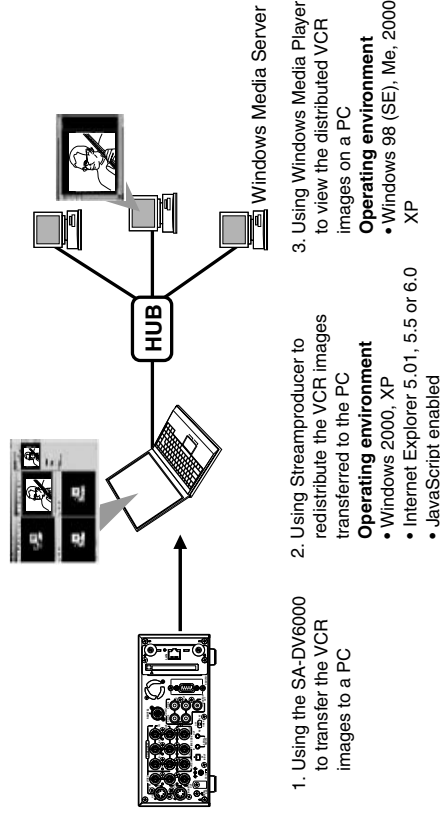 HUB
Windows Media Server
1. Using the SA-DV6000
to transfer the VCR
images to a PC
2. Using Streamproducer to
redistribute the VCR images
transferred to the PC
Operating environment
• Windows 2000, XP
• Internet Explorer 5.01, 5.5 or 6.0
• JavaScript enabled
3. Using Windows Media Player
to view the distributed VCR
images on a PC
Operating environment
• Windows 98 (SE), Me, 2000
XP